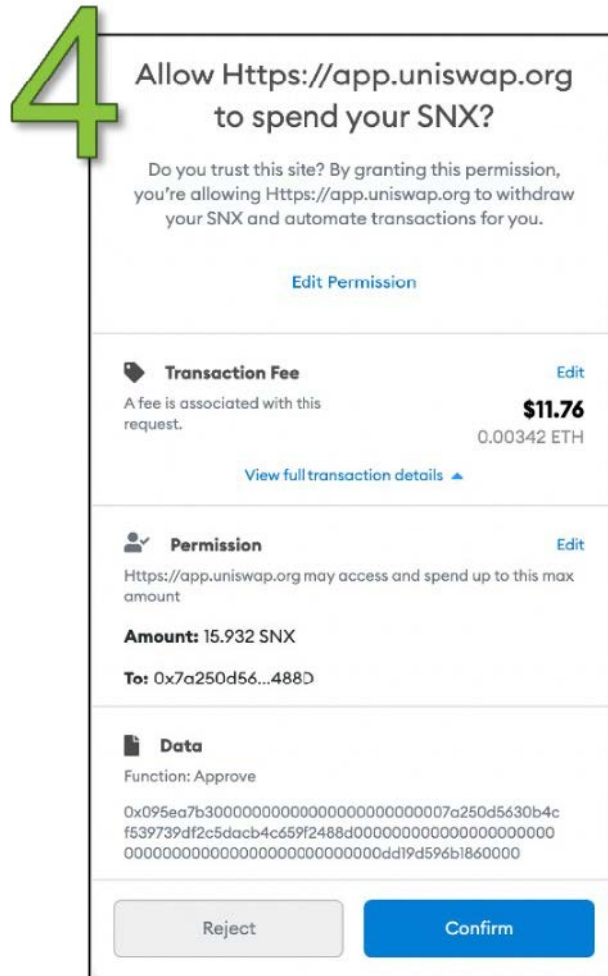 4
Allow Https://app.uniswap.org
to spend your SNX?
Do you trust this site? By granting this permission,
you're allowing Https://app.uniswap.org to withdraw
your SNX and automate transactions for you.
Edit Permission
Transaction Fee
Edit
A fee is associated with this
request.
$11.76
0.00342 ETH
View full transaction details
Permission
Edit
Https://app.uniswap.org may access and spend up to this max
amount
Amount: 15.932 SNX
To: 0x7a250d56...488D
Data
Function: Approve
0x095ea7b30000000000000000000000007a250d5630b4c
f539739df2c5dacb4c659f2488d00000000000000000000
0000000000000000000000000000dd19d596b1860000
Reject
Confirm